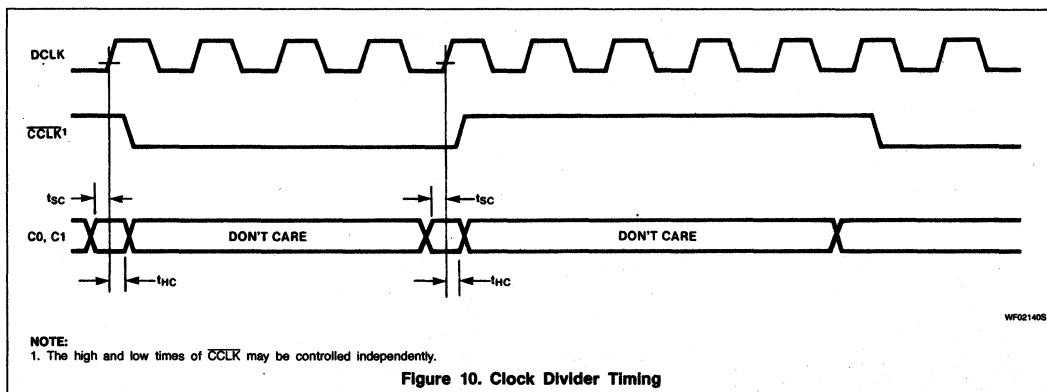 DCLK
CCLK1
tSC
tSC
C0, C1
DON'T CARE
DON'T CARE
tHC
tHC
WF02140S
NOTE:
1. The high and low times of CCLK may be controlled independently.
Figure 10. Clock Divider Timing